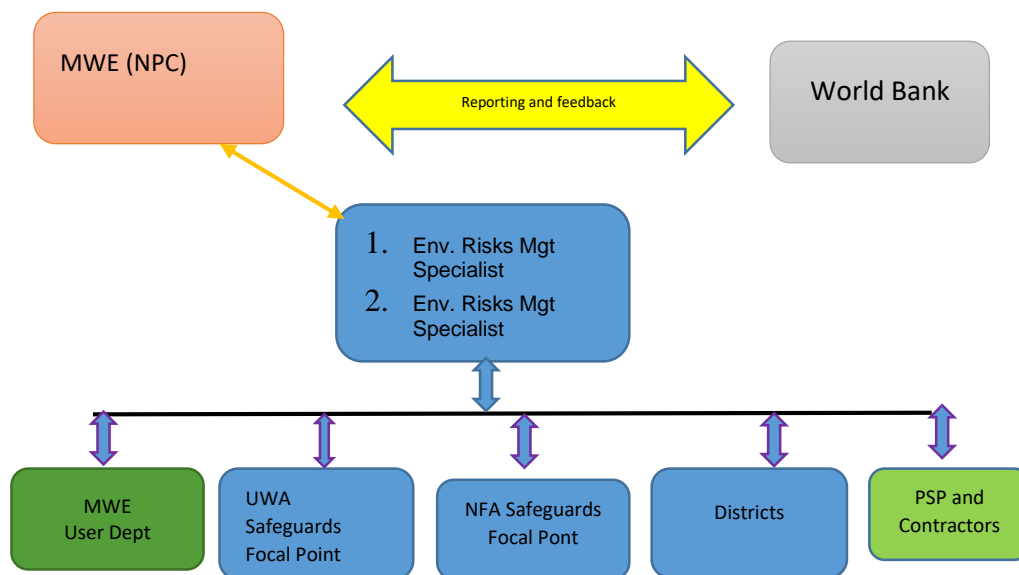 MWE (NPC)
Reporting and feedback
World Bank
1. Env. Risks Mgt
Specialist
2. Env. Risks Mgt
Specialist
MWE
User Dept
UWA
Safeguards
Focal Point
NFA Safeguards
Focal Pont
Districts
PSP and
Contractors